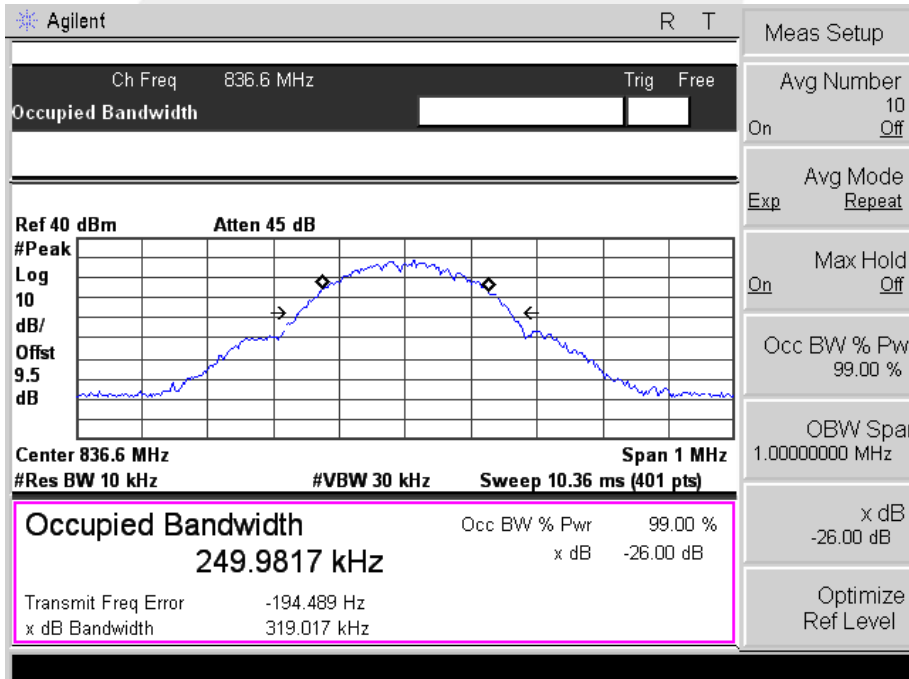 Agilent R T
Ch Freq 836.6 MHz Trig Free
Occupied Bandwidth
Ref 40 dBm Atten 45 dB
#Peak
Log
10
dB/
Offst
9.5
dB
Center 836.6 MHz Span 1 MHz
#Res BW 10 kHz #VBW 30 kHz Sweep 10.36 ms (401 pts)
Occupied Bandwidth
249.9817 kHz
Occ BW % Pwr 99.00 %
x dB -26.00 dB
Transmit Freq Error -194.489 Hz
x dB Bandwidth 319.017 kHz
Meas Setup
Avg Number
10
On Off
Avg Mode
Exp Repeat
Max Hold
On Off
Occ BW % Pw
99.00 %
OBW Spa
1.00000000 MHz
x dB
-26.00 dB
Optimize
Ref Level